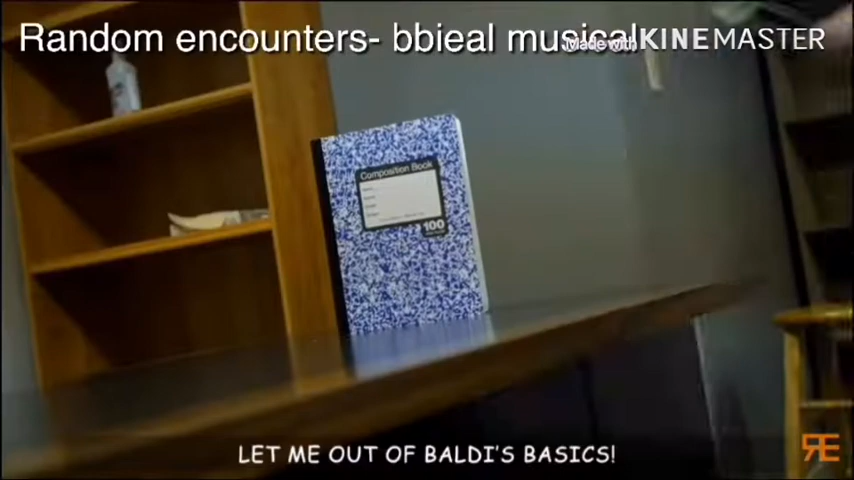 Random encounters- bbieal musical
Made with
KINEMASTER
Composition Book
100
LET ME OUT OF BALDI'S BASICS!
RE